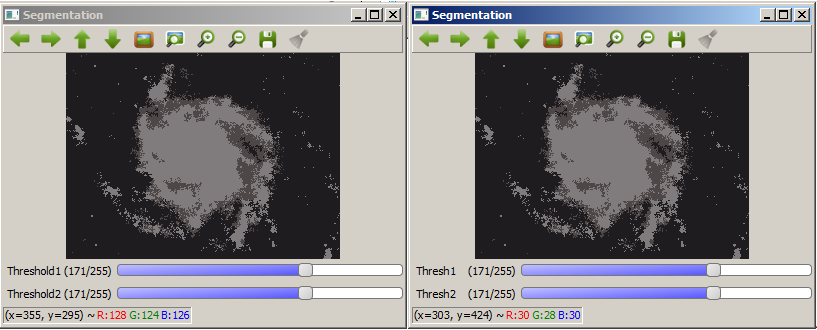 Segmentation
Threshold1 (171/255)
Threshold2 (171/255)
(x=355, y=295) ~ R:128 G:124 B:126
Segmentation
Thresh1 (171/255)
Thresh2 (171/255)
(x=303, y=424) ~ R:30 G:28 B:30